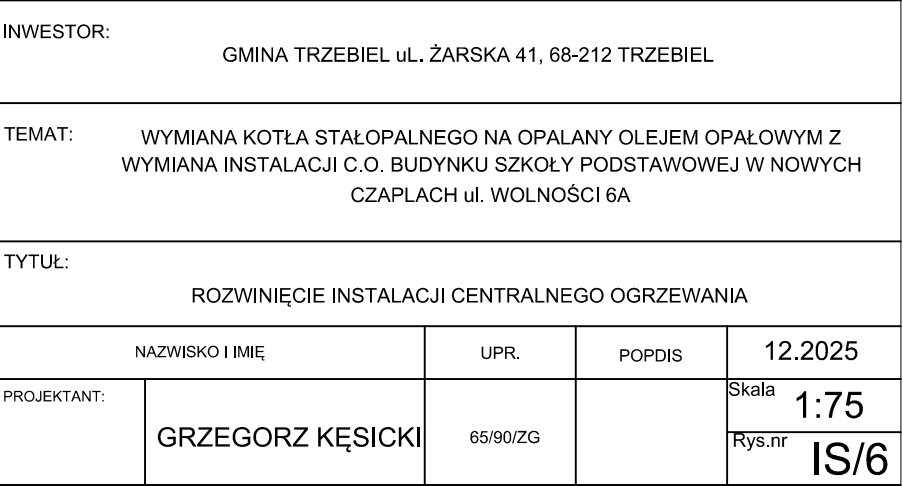 INWESTOR:
GMINA TRZEBIEL uL. ŻARSKA 41, 68-212 TRZEBIEL
TEMAT:
WYMIANA KOTŁA STAŁOPALNEGO NA OPALANY OLEJEM OPAŁOWYM Z
WYMIANA INSTALACJI C.O. BUDYNKU SZKOŁY PODSTAWOWEJ W NOWYCH
CZAPLACH ul. WOLNOŚCI 6A
TYTUŁ:
ROZWINIĘCIE INSTALACJI CENTRALNEGO OGRZEWANIA
NAZWISKO I IMIĘ UPR. POPDIS 12.2025
PROJEKTANT: GRZEGORZ KĘSICKI 65/90/ZG
Skala 1:75
Rys.nr IS/6